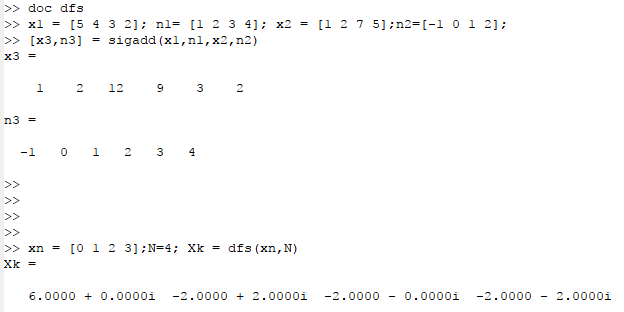 >> doc dfs
>> x1 = [5 4 3 2]; n1= [1 2 3 4]; x2 = [1 2 7 5];n2=[-1 0 1 2];
>> [x3,n3] = sigadd(x1,n1,x2,n2)
x3 =
1 2 12 9 3 2
n3 =
-1 0 1 2 3 4
>>
>>
>>
>>
>> xn = [0 1 2 3];N=4; Xk = dfs(xn,N)
Xk =
6.0000 + 0.0000i -2.0000 + 2.0000i -2.0000 - 0.0000i -2.0000 - 2.0000i